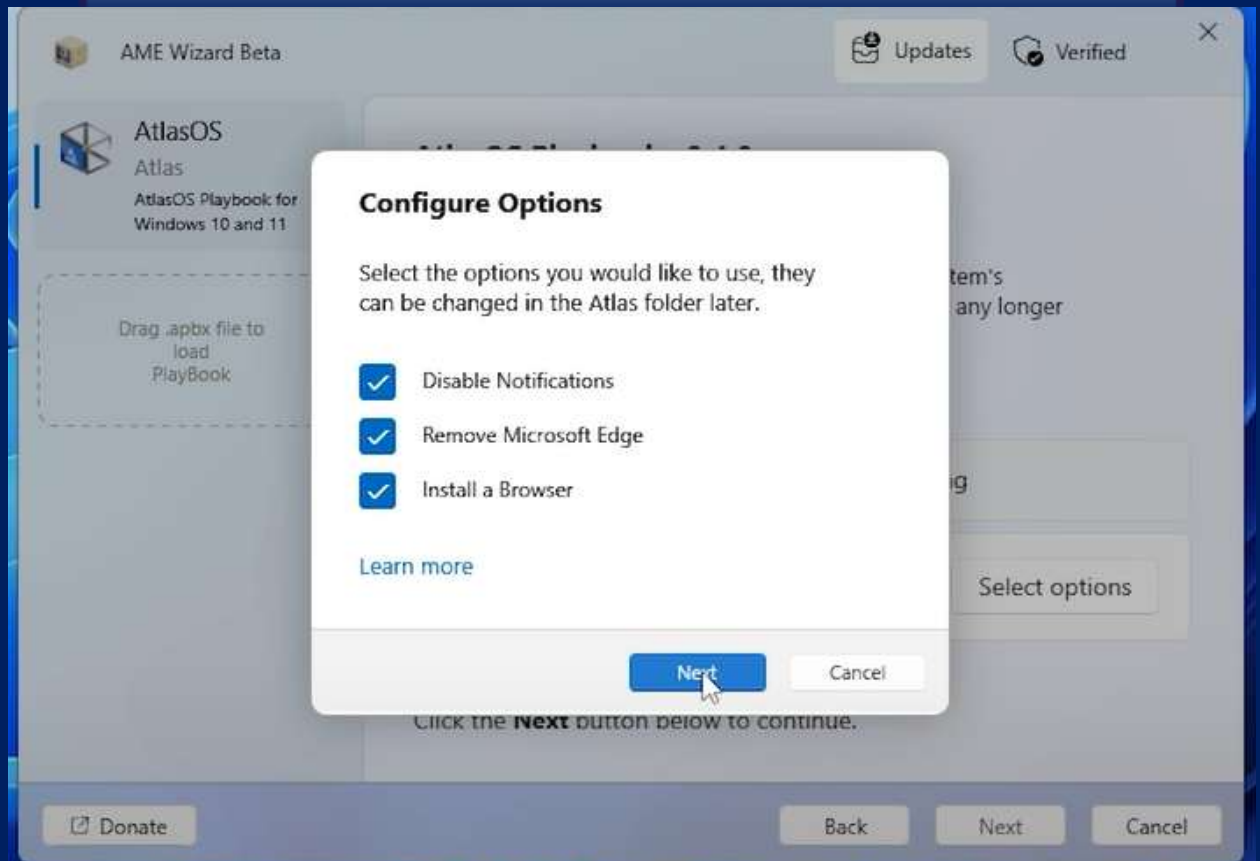 AME Wizard Beta
Updates
Verified
AtlasOS
Atlas
AtlasOS Playbook for
Windows 10 and 11
Drag .apbx file to
load
PlayBook
Configure Options
Select the options you would like to use, they
can be changed in the Atlas folder later.
tem's
any longer
Disable Notifications
Remove Microsoft Edge
Install a Browser
Learn more
ig
Select options
Next
Cancel
Click the Next button below to continue.
Donate
Back
Next
Cancel